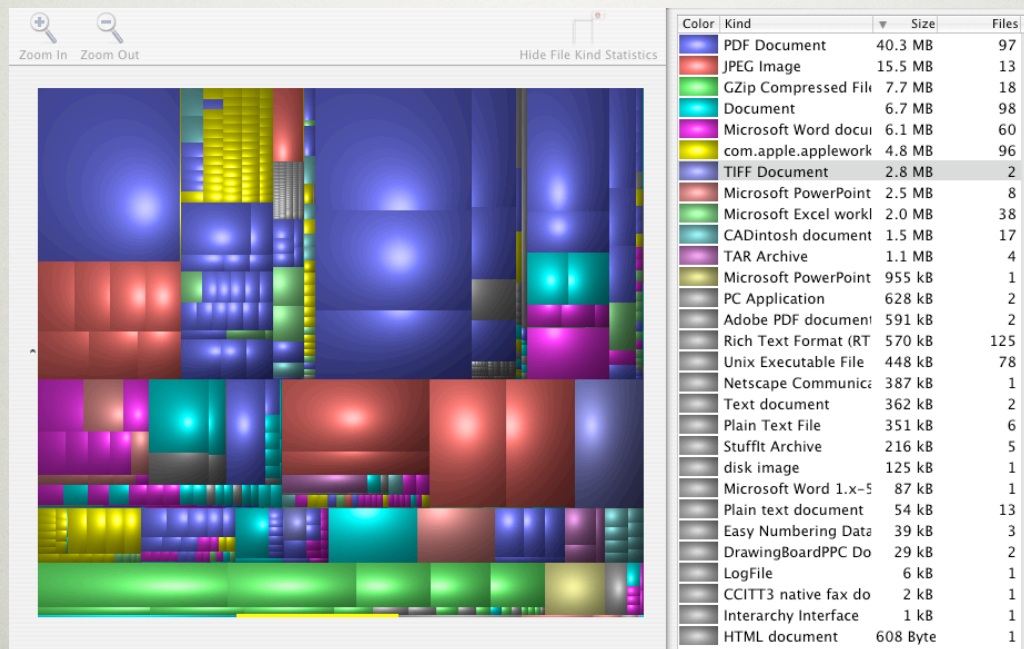 Zoom In Zoom Out Hide File Kind Statistics
Color Kind Size Files
PDF Document 40.3 MB 97
JPEG Image 15.5 MB 13
GZip Compressed File 7.7 MB 18
Document 6.7 MB 98
Microsoft Word docu 6.1 MB 60
com.apple.applework 4.8 MB 96
TIFF Document 2.8 MB 2
Microsoft PowerPoint 2.5 MB 8
Microsoft Excel workl 2.0 MB 38
CADintosh document 1.5 MB 17
TAR Archive 1.1 MB 4
Microsoft PowerPoint 955 kB 1
PC Application 628 kB 2
Adobe PDF document 591 kB 2
Rich Text Format (RT 570 kB 125
Unix Executable File 448 kB 78
Netscape Communica 387 kB 1
Text document 362 kB 2
Plain Text File 351 kB 6
StuffIt Archive 216 kB 5
disk image 125 kB 1
Microsoft Word 1.x-5 87 kB 1
Plain text document 54 kB 13
Easy Numbering Data 39 kB 3
DrawingBoardPPC Do 29 kB 2
LogFile 6 kB 1
CCITT3 native fax do 2 kB 1
Interarchy Interface 1 kB 1
HTML document 608 Byte 1